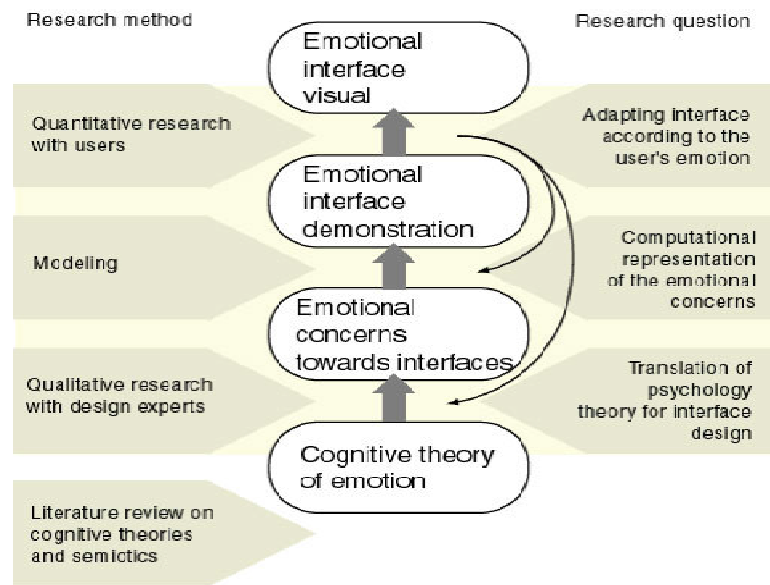 Research method
Research question
Emotional
interface
visual
Quantitative research
with users
Adapting interface
according to the
user's emotion
Emotional
interface
demonstration
Modeling
Computational
representation
of the emotional
concerns
Emotional
concerns
towards interfaces
Qualitative research
with design experts
Translation of
psychology
theory for interface
design
Cognitive theory
of emotion
Literature review on
cognitive theories
and semiotics